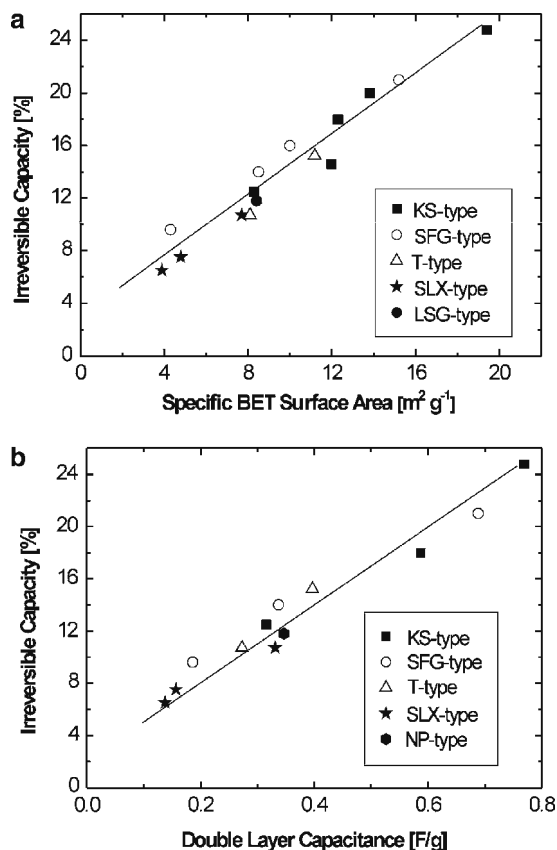 a
24
20
16
12
8
4
0
Irreversible Capacity [%]
KS-type
SFG-type
T-type
SLX-type
LSG-type
0 4 8 12 16 20
Specific BET Surface Area [m² g⁻¹]
b
24
20
16
12
8
4
0
Irreversible Capacity [%]
KS-type
SFG-type
T-type
SLX-type
NP-type
0.0 0.2 0.4 0.6 0.8
Double Layer Capacitance [F/g]